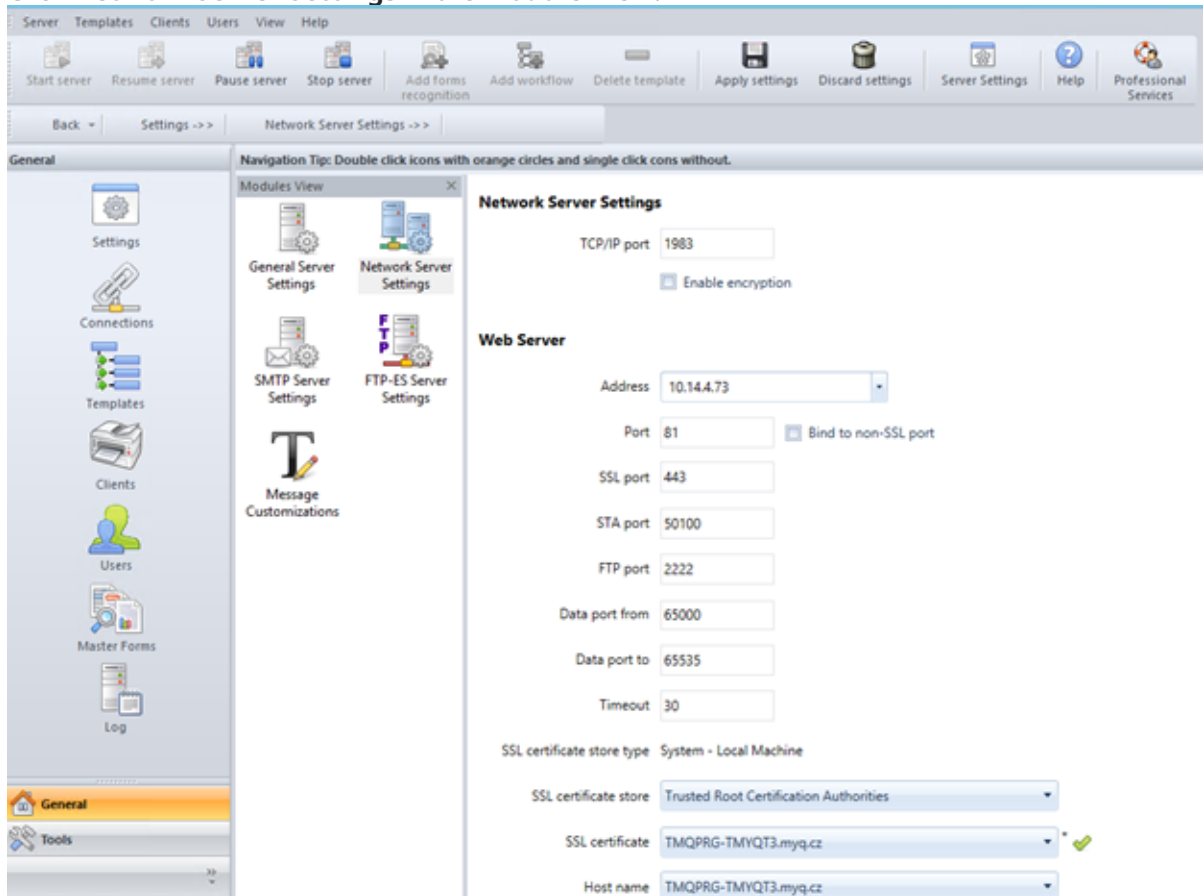 Server Templates Clients Users View Help
Start server Resume server Pause server Stop server Add forms recognition Add workflow Delete template Apply settings Discard settings Server Settings Help Professional Services
Back Settings ->> Network Server Settings ->>
General
Navigation Tip: Double click icons with orange circles and single click cons without.
Settings
Connections
Templates
Clients
Users
Master Forms
Log
General
Tools
Modules View
General Server Settings
Network Server Settings
SMTP Server Settings
FTP
FTP-ES Server Settings
T
Message Customizations
Network Server Settings
TCP/IP port 1983
Enable encryption
Web Server
Address 10.14.4.73
Port 81 Bind to non-SSL port
SSL port 443
STA port 50100
FTP port 2222
Data port from 65000
Data port to 65535
Timeout 30
SSL certificate store type System - Local Machine
SSL certificate store Trusted Root Certification Authorities
SSL certificate TMQPRG-TMYQT3.myq.cz *
Host name TMQPRG-TMYQT3.myq.cz